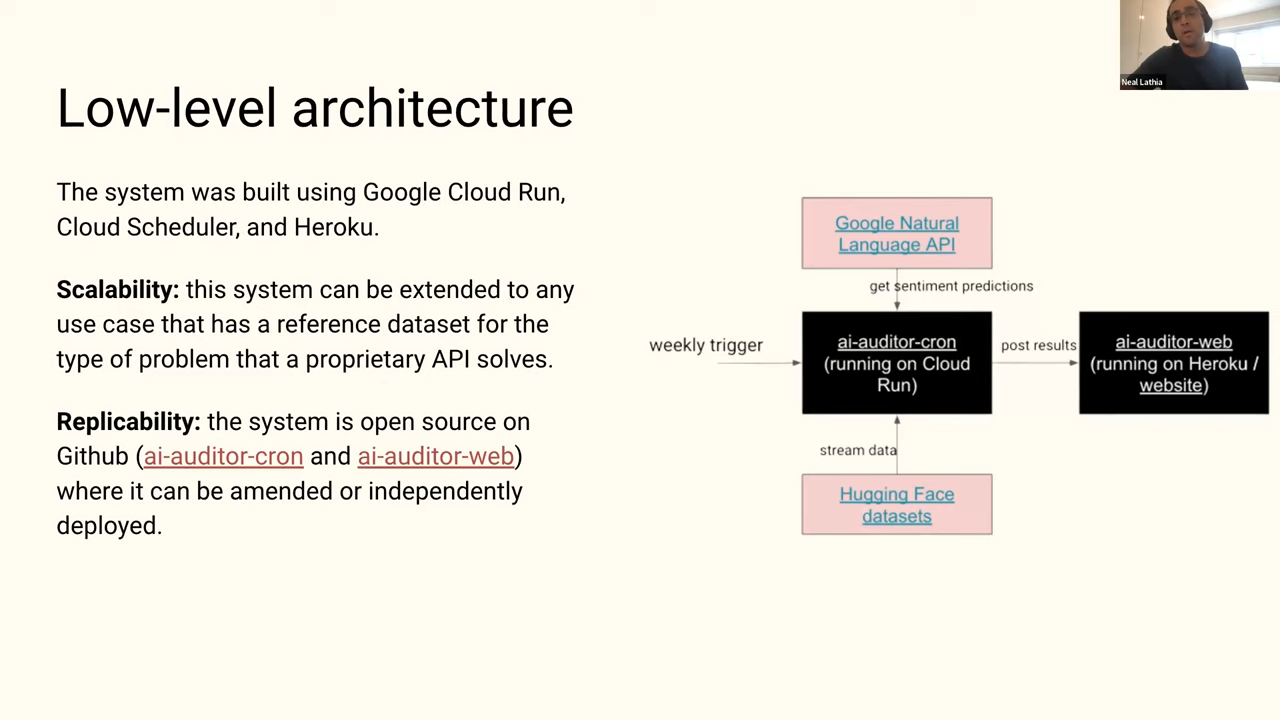 Neal Lathia
Low-level architecture
The system was built using Google Cloud Run,
Cloud Scheduler, and Heroku.
Scalability: this system can be extended to any
use case that has a reference dataset for the
type of problem that a proprietary API solves.
Replicability: the system is open source on
Github (ai-auditor-cron and ai-auditor-web)
where it can be amended or independently
deployed.
Google Natural
Language API
get sentiment predictions
weekly trigger
ai-auditor-cron
(running on Cloud
Run)
post results
ai-auditor-web
(running on Heroku /
website)
stream data
Hugging Face
datasets